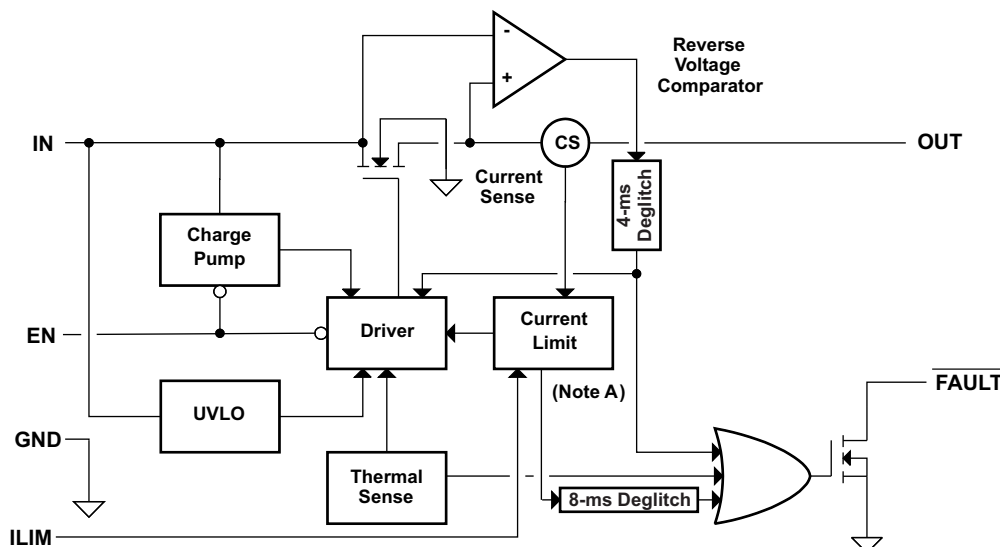 -
+
Reverse
Voltage
Comparator
IN
CS
OUT
Current
Sense
4-ms
Deglitch
Charge
Pump
EN
Driver
Current
Limit
(Note A)
FAULT
UVLO
GND
Thermal
Sense
8-ms Deglitch
ILIM